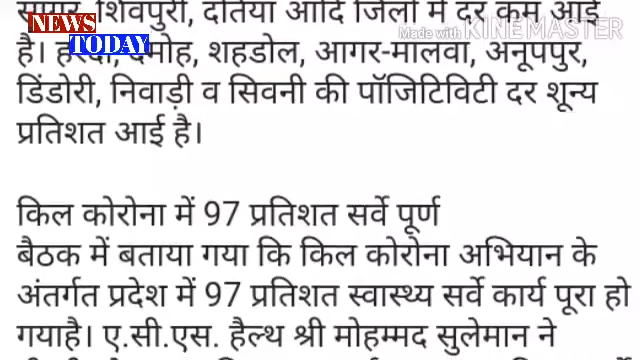 सागर, शिवपुरी, दतिया आदि जिलों में दर कम आई
है। हरदा, दमोह, शहडोल, आगर-मालवा, अनूपपुर,
डिंडोरी, निवाड़ी व सिवनी की पॉजिटिविटी दर शून्य
प्रतिशत आई है।
किल कोरोना में 97 प्रतिशत सर्वे पूर्ण
बैठक में बताया गया कि किल कोरोना अभियान के
अंतर्गत प्रदेश में 97 प्रतिशत स्वास्थ्य सर्वे कार्य पूरा हो
गयाहै। ए.सी.एस. हैल्थ श्री मोहम्मद सुलेमान ने
NEWS
TODAY
Made with KINEMASTER